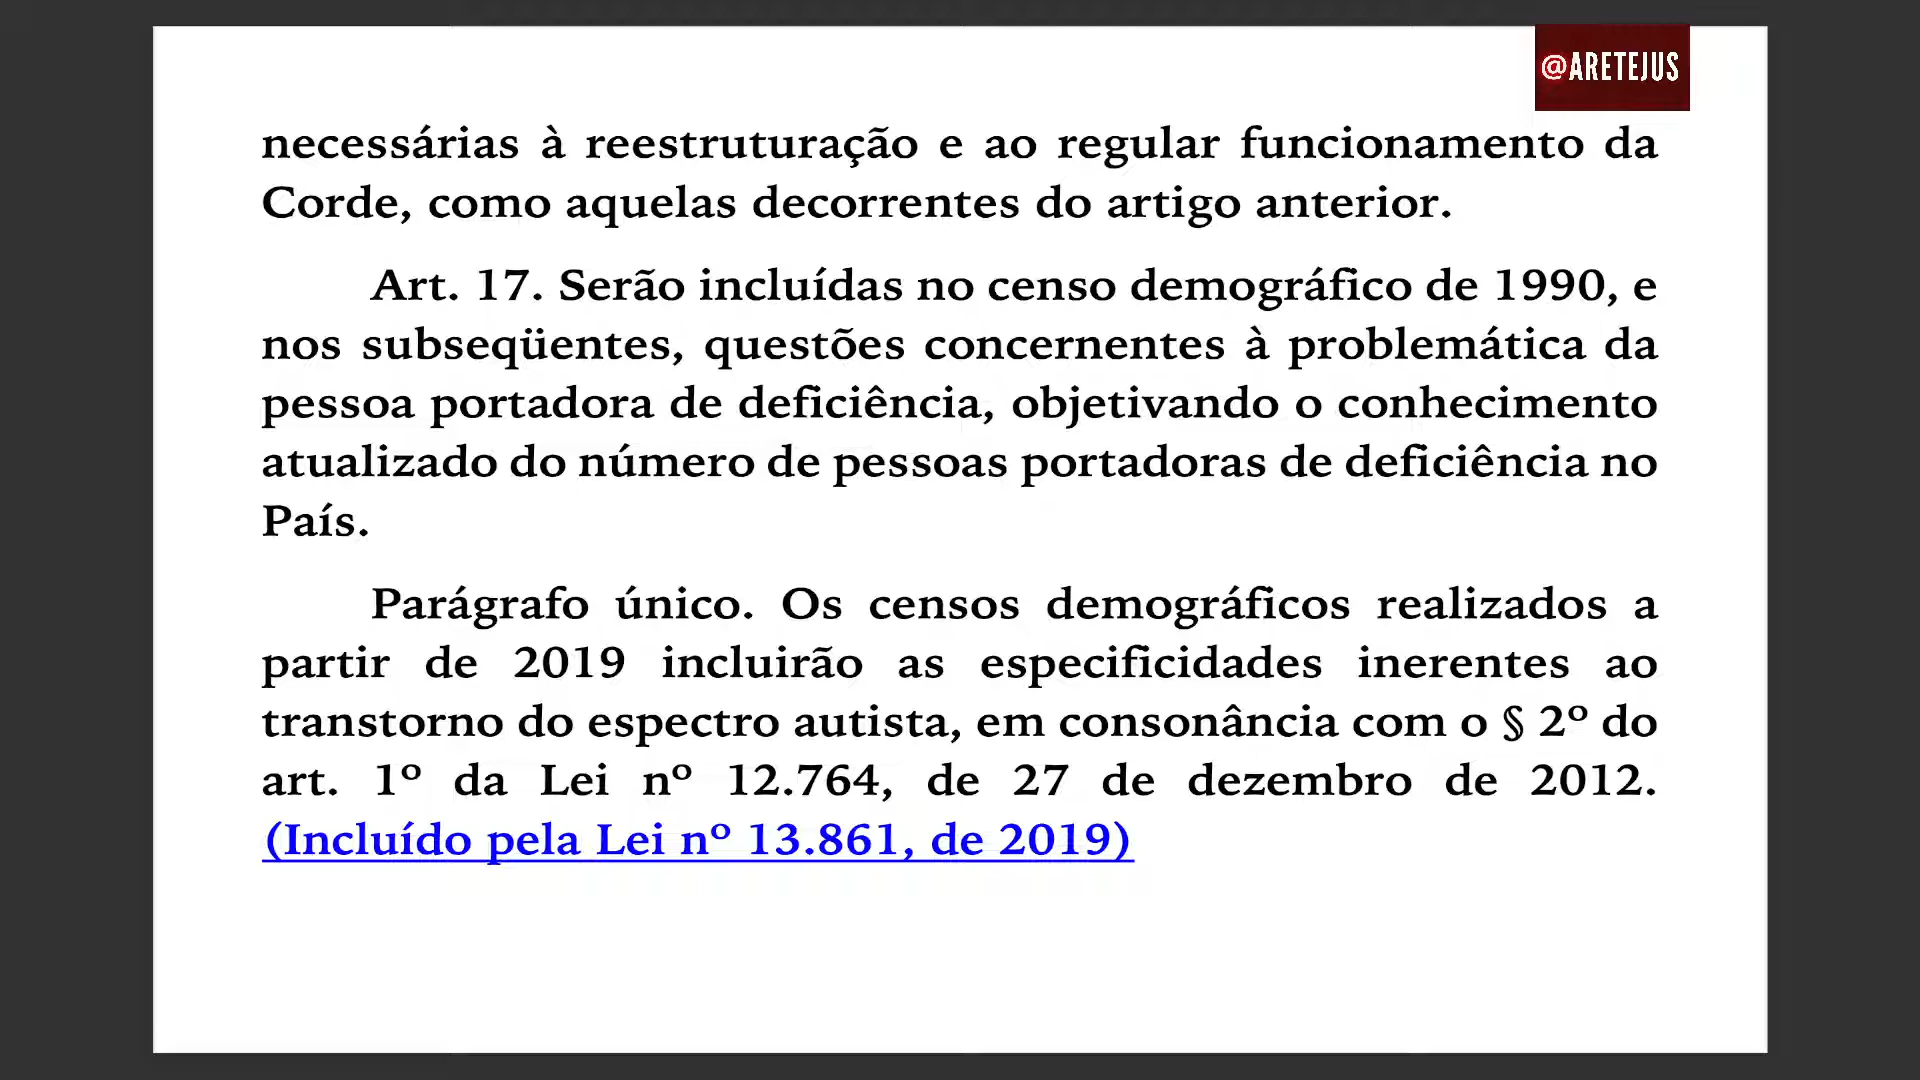 @ARETEJUS
necessárias à reestruturação e ao regular funcionamento da
Corde, como aquelas decorrentes do artigo anterior.
Art. 17. Serão incluídas no censo demográfico de 1990, e
nos subseqüentes, questões concernentes à problemática da
pessoa portadora de deficiência, objetivando o conhecimento
atualizado do número de pessoas portadoras de deficiência no
País.
Parágrafo único. Os censos demográficos realizados a
partir de 2019 incluirão as especificidades inerentes ao
transtorno do espectro autista, em consonância com o § 2º do
art. 1º da Lei nº 12.764, de 27 de dezembro de 2012.
(Incluído pela Lei nº 13.861, de 2019)